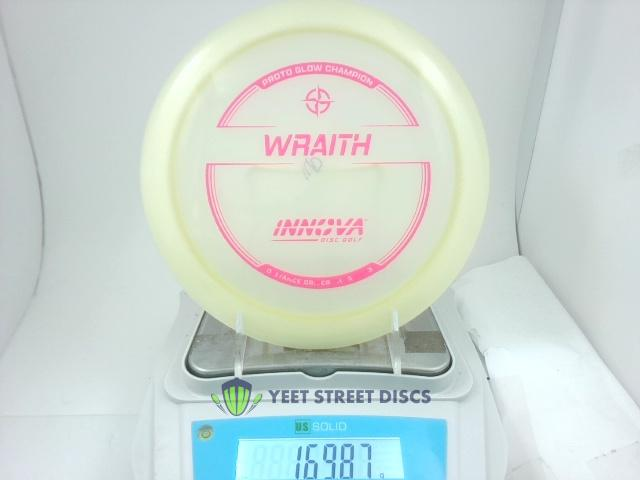 PROTO GLOW CHAMPION
WRAITH
INNOVA
DISC GOLF
YEET STREET DISCS
US SOLID
169.87 g